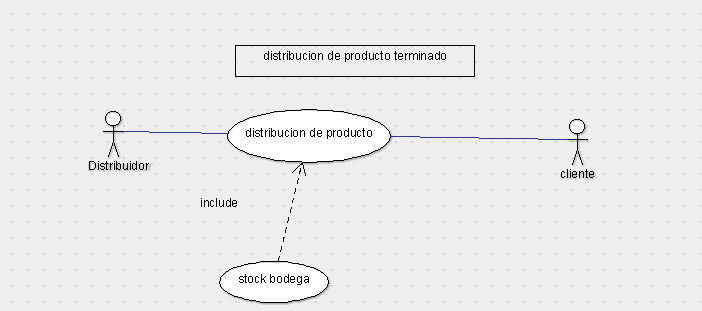 distribucion de producto terminado
distribucion de producto
Distribuidor
cliente
include
stock bodega